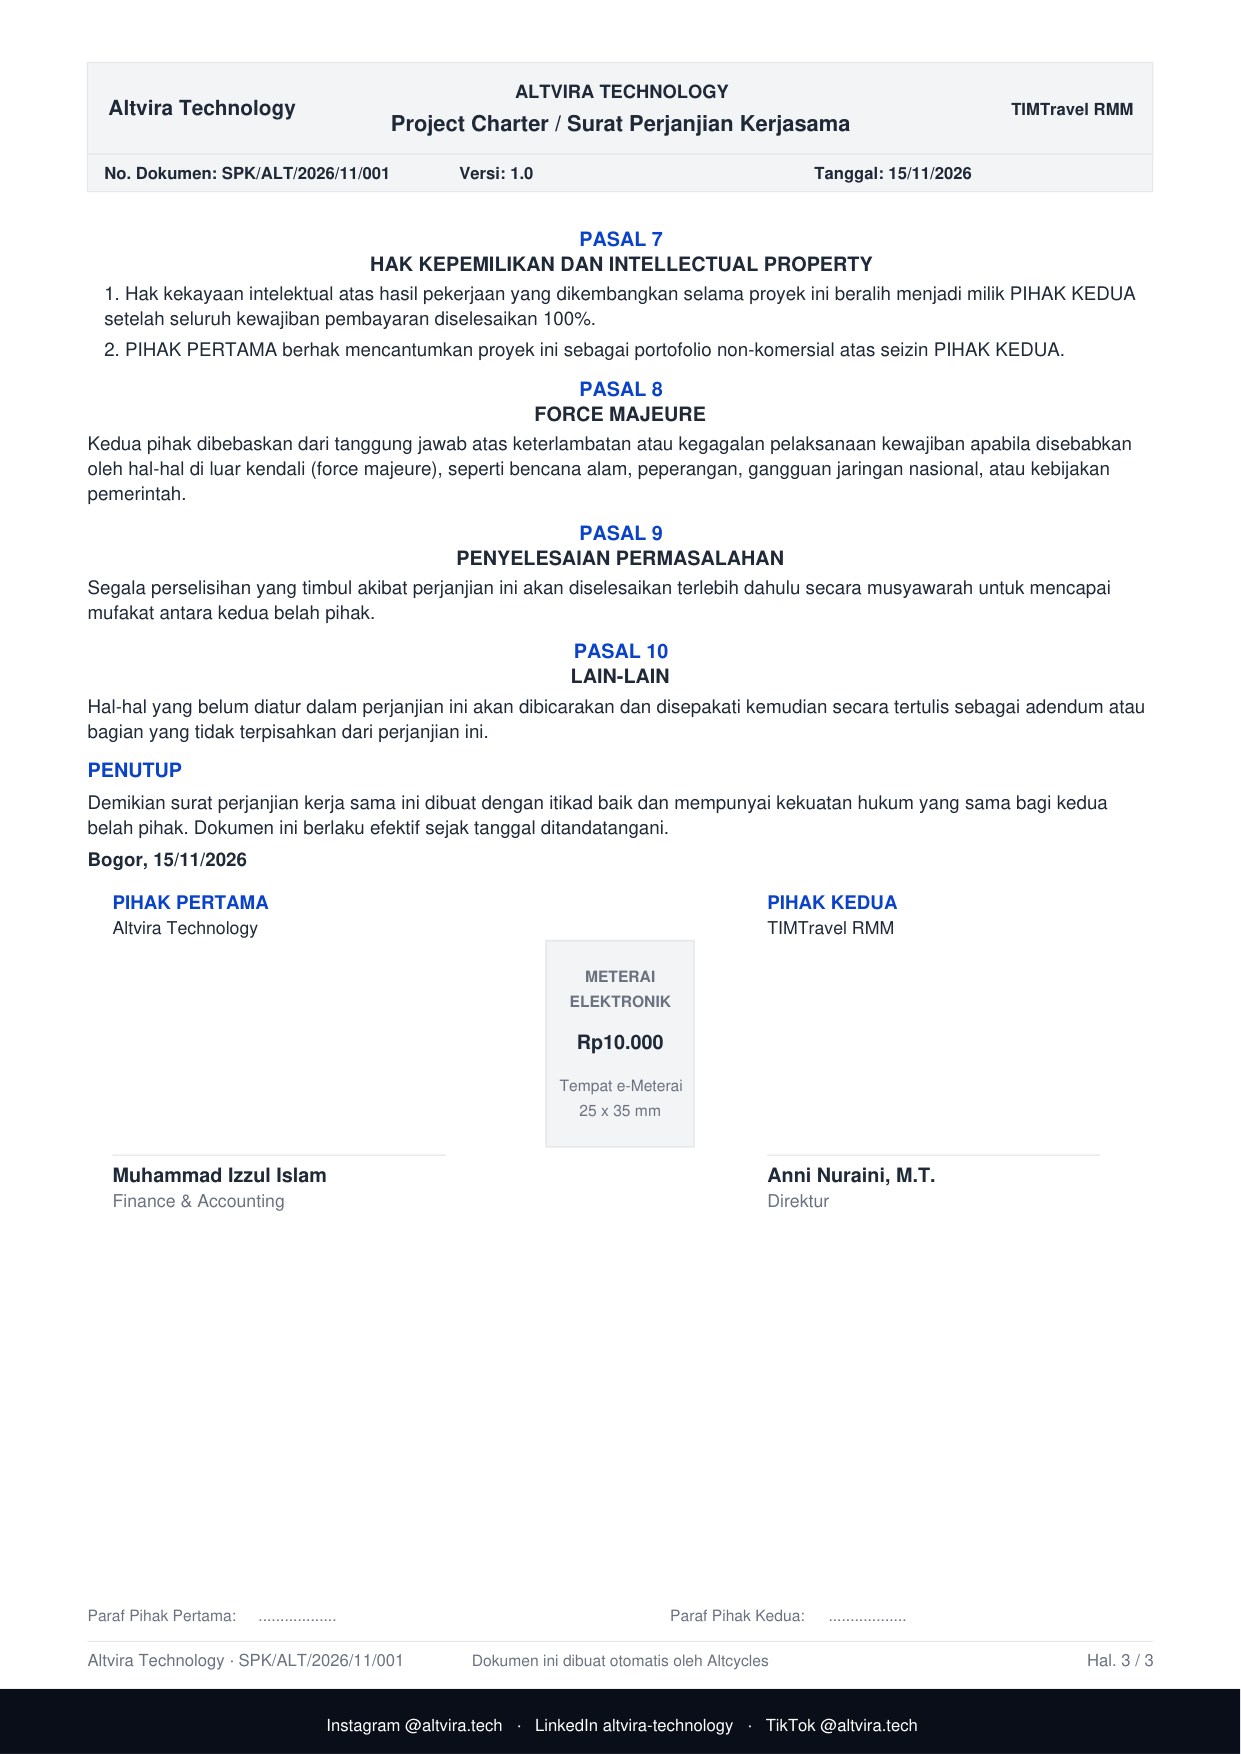 Altvira Technology
ALTVIRA TECHNOLOGY
Project Charter / Surat Perjanjian Kerjasama
TIMTravel RMM
No. Dokumen: SPK/ALT/2026/11/001 Versi: 1.0 Tanggal: 15/11/2026
PASAL 7
HAK KEPEMILIKAN DAN INTELLECTUAL PROPERTY
1. Hak kekayaan intelektual atas hasil pekerjaan yang dikembangkan selama proyek ini beralih menjadi milik PIHAK KEDUA
setelah seluruh kewajiban pembayaran diselesaikan 100%.
2. PIHAK PERTAMA berhak mencantumkan proyek ini sebagai portofolio non-komersial atas seizin PIHAK KEDUA.
PASAL 8
FORCE MAJEURE
Kedua pihak dibebaskan dari tanggung jawab atas keterlambatan atau kegagalan pelaksanaan kewajiban apabila disebabkan
oleh hal-hal di luar kendali (force majeure), seperti bencana alam, peperangan, gangguan jaringan nasional, atau kebijakan
pemerintah.
PASAL 9
PENYELESAIAN PERMASALAHAN
Segala perselisihan yang timbul akibat perjanjian ini akan diselesaikan terlebih dahulu secara musyawarah untuk mencapai
mufakat antara kedua belah pihak.
PASAL 10
LAIN-LAIN
Hal-hal yang belum diatur dalam perjanjian ini akan dibicarakan dan disepakati kemudian secara tertulis sebagai adendum atau
bagian yang tidak terpisahkan dari perjanjian ini.
PENUTUP
Demikian surat perjanjian kerja sama ini dibuat dengan itikad baik dan mempunyai kekuatan hukum yang sama bagi kedua
belah pihak. Dokumen ini berlaku efektif sejak tanggal ditandatangani.
Bogor, 15/11/2026
PIHAK PERTAMA
Altvira Technology
PIHAK KEDUA
TIMTravel RMM
METERAI
ELEKTRONIK
Rp10.000
Tempat e-Meterai
25 x 35 mm
Muhammad Izzul Islam
Finance & Accounting
Anni Nuraini, M.T.
Direktur
Paraf Pihak Pertama: .................. Paraf Pihak Kedua: ..................
Altvira Technology · SPK/ALT/2026/11/001 Dokumen ini dibuat otomatis oleh Altcycles Hal. 3 / 3
Instagram @altvira.tech · LinkedIn altvira-technology · TikTok @altvira.tech